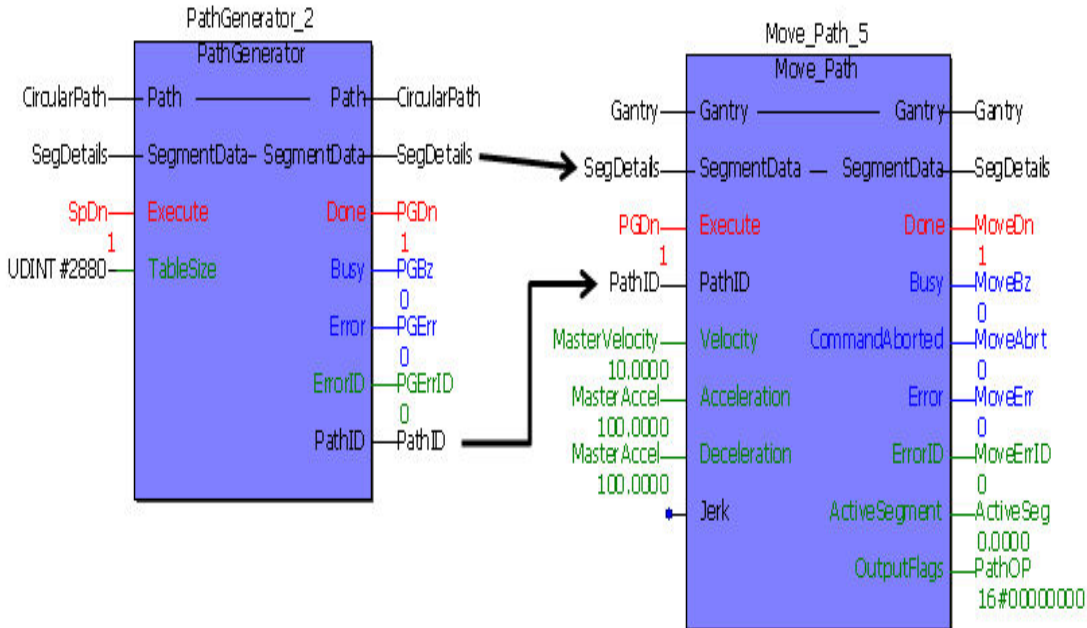 PathGenerator_2
PathGenerator
CircularPath Path Path CircularPath
SegDetails SegmentData SegmentData SegDetails
SpDn Execute Done PGDn
1 1
UDINT #2880 TableSize Busy PGBz
0
Error PGErr
0
ErrorID PGErrID
0
PathID PathID
Move_Path_5
Move_Path
Gantry Gantry Gantry Gantry
SegDetails SegmentData SegmentData SegDetails
PGDn Execute Done MoveDn
1 1
PathID PathID Busy MoveBz
0
MasterVelocity Velocity CommandAborted MoveAbrt
10.0000 0
MasterAccel Acceleration Error MoveErr
100.0000 0
MasterAccel Deceleration ErrorID MoveErrID
100.0000 0
Jerk ActiveSegment ActiveSeg
0.0000
OutputFlags PathOP
16#00000000